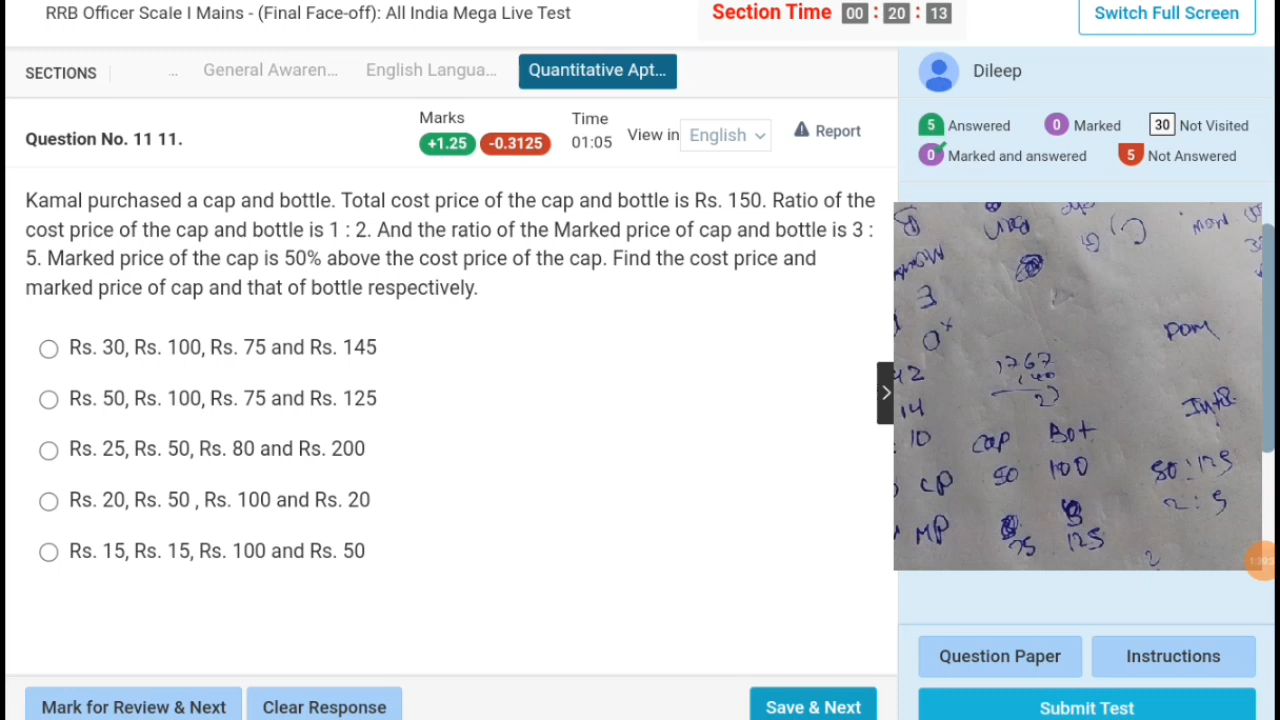 RRB Officer Scale I Mains - (Final Face-off): All India Mega Live Test
Section Time 00 : 20 : 13
Switch Full Screen
SECTIONS
... General Awaren... English Langua... Quantitative Apt...
Dileep
Question No. 11 11.
Marks
+1.25 -0.3125
Time
01:05
View in English
Report
5 Answered
0 Marked
30 Not Visited
0 Marked and answered
5 Not Answered
Kamal purchased a cap and bottle. Total cost price of the cap and bottle is Rs. 150. Ratio of the
cost price of the cap and bottle is 1 : 2. And the ratio of the Marked price of cap and bottle is 3 :
5. Marked price of the cap is 50% above the cost price of the cap. Find the cost price and
marked price of cap and that of bottle respectively.
Rs. 30, Rs. 100, Rs. 75 and Rs. 145
Rs. 50, Rs. 100, Rs. 75 and Rs. 125
Rs. 25, Rs. 50, Rs. 80 and Rs. 200
Rs. 20, Rs. 50 , Rs. 100 and Rs. 20
Rs. 15, Rs. 15, Rs. 100 and Rs. 50
3
42
14
10
Cap Bot
CP 50 100
50:125
2:5
MP 75 125
Mark for Review & Next
Clear Response
Save & Next
Question Paper
Instructions
Submit Test